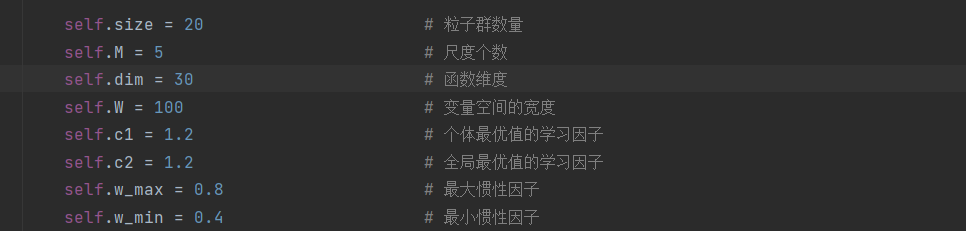 self.size = 20 # 粒子群数量
self.M = 5 # 尺度个数
self.dim = 30 # 函数维度
self.W = 100 # 变量空间的宽度
self.c1 = 1.2 # 个体最优值的学习因子
self.c2 = 1.2 # 全局最优值的学习因子
self.w_max = 0.8 # 最大惯性因子
self.w_min = 0.4 # 最小惯性因子